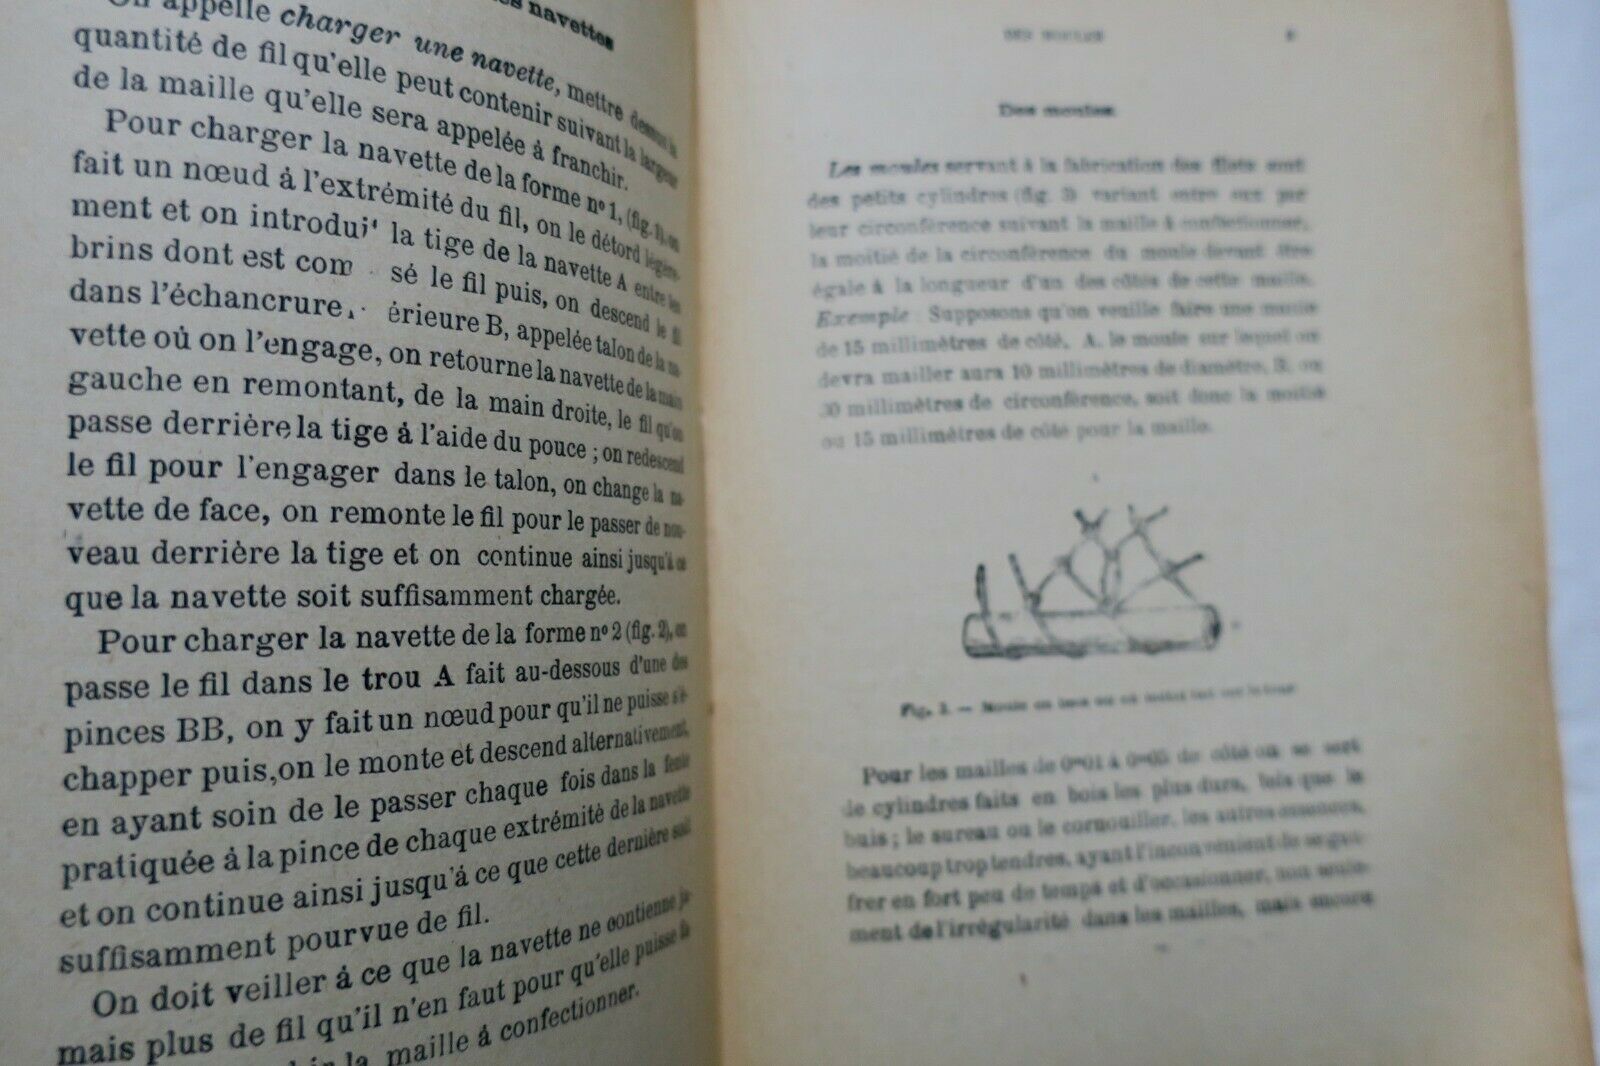 navettes
On appelle charger une navette, mettre dessus la
quantité de fil qu'elle peut contenir suivant la largeur
de la maille qu'elle sera appelée à franchir.
Pour charger la navette de la forme nº 1, (fig. 1), on
fait un nœud à l'extrémité du fil, on le détord légère-
ment et on introdui la tige de la navette A entre les
brins dont est com sé le fil puis, on descend le fil
dans l'échancrure érieure B, appelée talon de la na-
vette où on l'engage, on retourne la navette de la main
gauche en remontant, de la main droite, le fil qu'on
passe derrière la tige à l'aide du pouce ; on redescend
le fil pour l'engager dans le talon, on change la na-
vette de face, on remonte le fil pour le passer de nou-
veau derrière la tige et on continue ainsi jusqu'à ce
que la navette soit suffisamment chargée.
Pour charger la navette de la forme nº 2 (fig. 2), on
passe le fil dans le trou A fait au-dessous d'une des
pinces BB, on y fait un nœud pour qu'il ne puisse s'é-
chapper puis, on le monte et descend alternativement,
en ayant soin de le passer chaque fois dans la fente
pratiquée à la pince de chaque extrémité de la navette
et on continue ainsi jusqu'à ce que cette dernière soit
suffisamment pourvue de fil.
On doit veiller à ce que la navette ne contienne ja-
mais plus de fil qu'il n'en faut pour qu'elle puisse
la maille à confectionner.
DES MOULES
Des moules.
Les moules servant à la fabrication des filets sont
des petits cylindres (fig. 3) variant entre eux par
leur circonférence suivant la maille à confectionner,
la moitié de la circonférence du moule devant être
égale à la longueur d'un des côtés de cette maille.
Exemple : Supposons qu'on veuille faire une maille
de 15 millimètres de côté, A, le moule sur lequel on
devra mailler aura 10 millimètres de diamètre, B, ou
30 millimètres de circonférence, soit donc la moitié
ou 15 millimètres de côté pour la maille.
Fig. 3. — Moule en bois
Pour les mailles de 0m01 à 0m05 de côté on se sert
de cylindres faits en bois les plus durs, tels que le
buis ; le sureau ou le cornouiller, les autres essences,
beaucoup trop tendres, ayant l'inconvénient de se gau-
frer en fort peu de temps et d'occasionner, non seule-
ment de l'irrégularité dans les mailles, mais encore